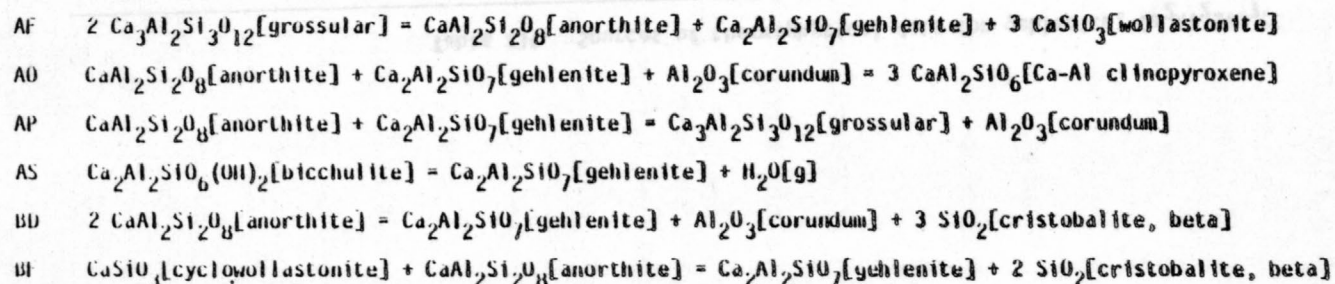 AF 2 Ca₃Al₂Si₃O₁₂[grossular] = CaAl₂Si₂O₈[anorthite] + Ca₂Al₂SiO₇[gehlenite] + 3 CaSiO₃[wollastonite]
AO CaAl₂Si₂O₈[anorthite] + Ca₂Al₂SiO₇[gehlenite] + Al₂O₃[corundum] = 3 CaAl₂SiO₆[Ca-Al clinopyroxene]
AP CaAl₂Si₂O₈[anorthite] + Ca₂Al₂SiO₇[gehlenite] = Ca₃Al₂Si₃O₁₂[grossular] + Al₂O₃[corundum]
AS Ca₂Al₂SiO₆(OH)₂[bicchulite] = Ca₂Al₂SiO₇[gehlenite] + H₂O[g]
BD 2 CaAl₂Si₂O₈[anorthite] = Ca₂Al₂SiO₇[gehlenite] + Al₂O₃[corundum] + 3 SiO₂[cristobalite, beta]
BF CaSiO₃[cyclowollastonite] + CaAl₂Si₂O₈[anorthite] = Ca₂Al₂SiO₇[gehlenite] + 2 SiO₂[cristobalite, beta]